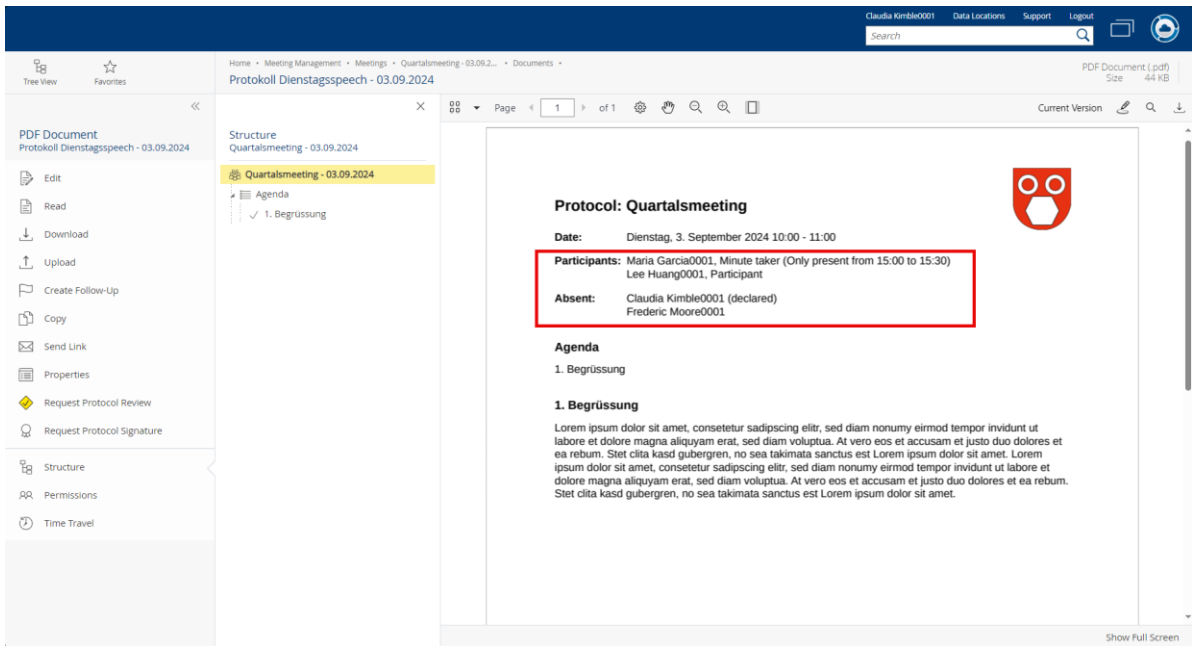 Claudia Kimble0001 Data Locations Support Logout
Search
Tree View Favorites
Home • Meeting Management • Meetings • Quartalsmeeting - 03.09.2... • Documents •
Protokoll Dienstagsspeech - 03.09.2024
PDF Document (.pdf)
Size 44 KB
PDF Document
Protokoll Dienstagsspeech - 03.09.2024
Edit
Read
Download
Upload
Create Follow-Up
Copy
Send Link
Properties
Request Protocol Review
Request Protocol Signature
Structure
Permissions
Time Travel
Structure
Quartalsmeeting - 03.09.2024
Quartalsmeeting - 03.09.2024
Agenda
1. Begrüssung
Page 1 of 1
Current Version
Protocol: Quartalsmeeting
Date: Dienstag, 3. September 2024 10:00 - 11:00
Participants: Maria Garcia0001, Minute taker (Only present from 15:00 to 15:30)
Lee Huang0001, Participant
Absent: Claudia Kimble0001 (declared)
Frederic Moore0001
Agenda
1. Begrüssung
1. Begrüssung
Lorem ipsum dolor sit amet, consetetur sadipscing elitr, sed diam nonumy eirmod tempor invidunt ut
labore et dolore magna aliquyam erat, sed diam voluptua. At vero eos et accusam et justo duo dolores et
ea rebum. Stet clita kasd gubergren, no sea takimata sanctus est Lorem ipsum dolor sit amet. Lorem
ipsum dolor sit amet, consetetur sadipscing elitr, sed diam nonumy eirmod tempor invidunt ut labore et
dolore magna aliquyam erat, sed diam voluptua. At vero eos et accusam et justo duo dolores et ea rebum.
Stet clita kasd gubergren, no sea takimata sanctus est Lorem ipsum dolor sit amet.
Show Full Screen